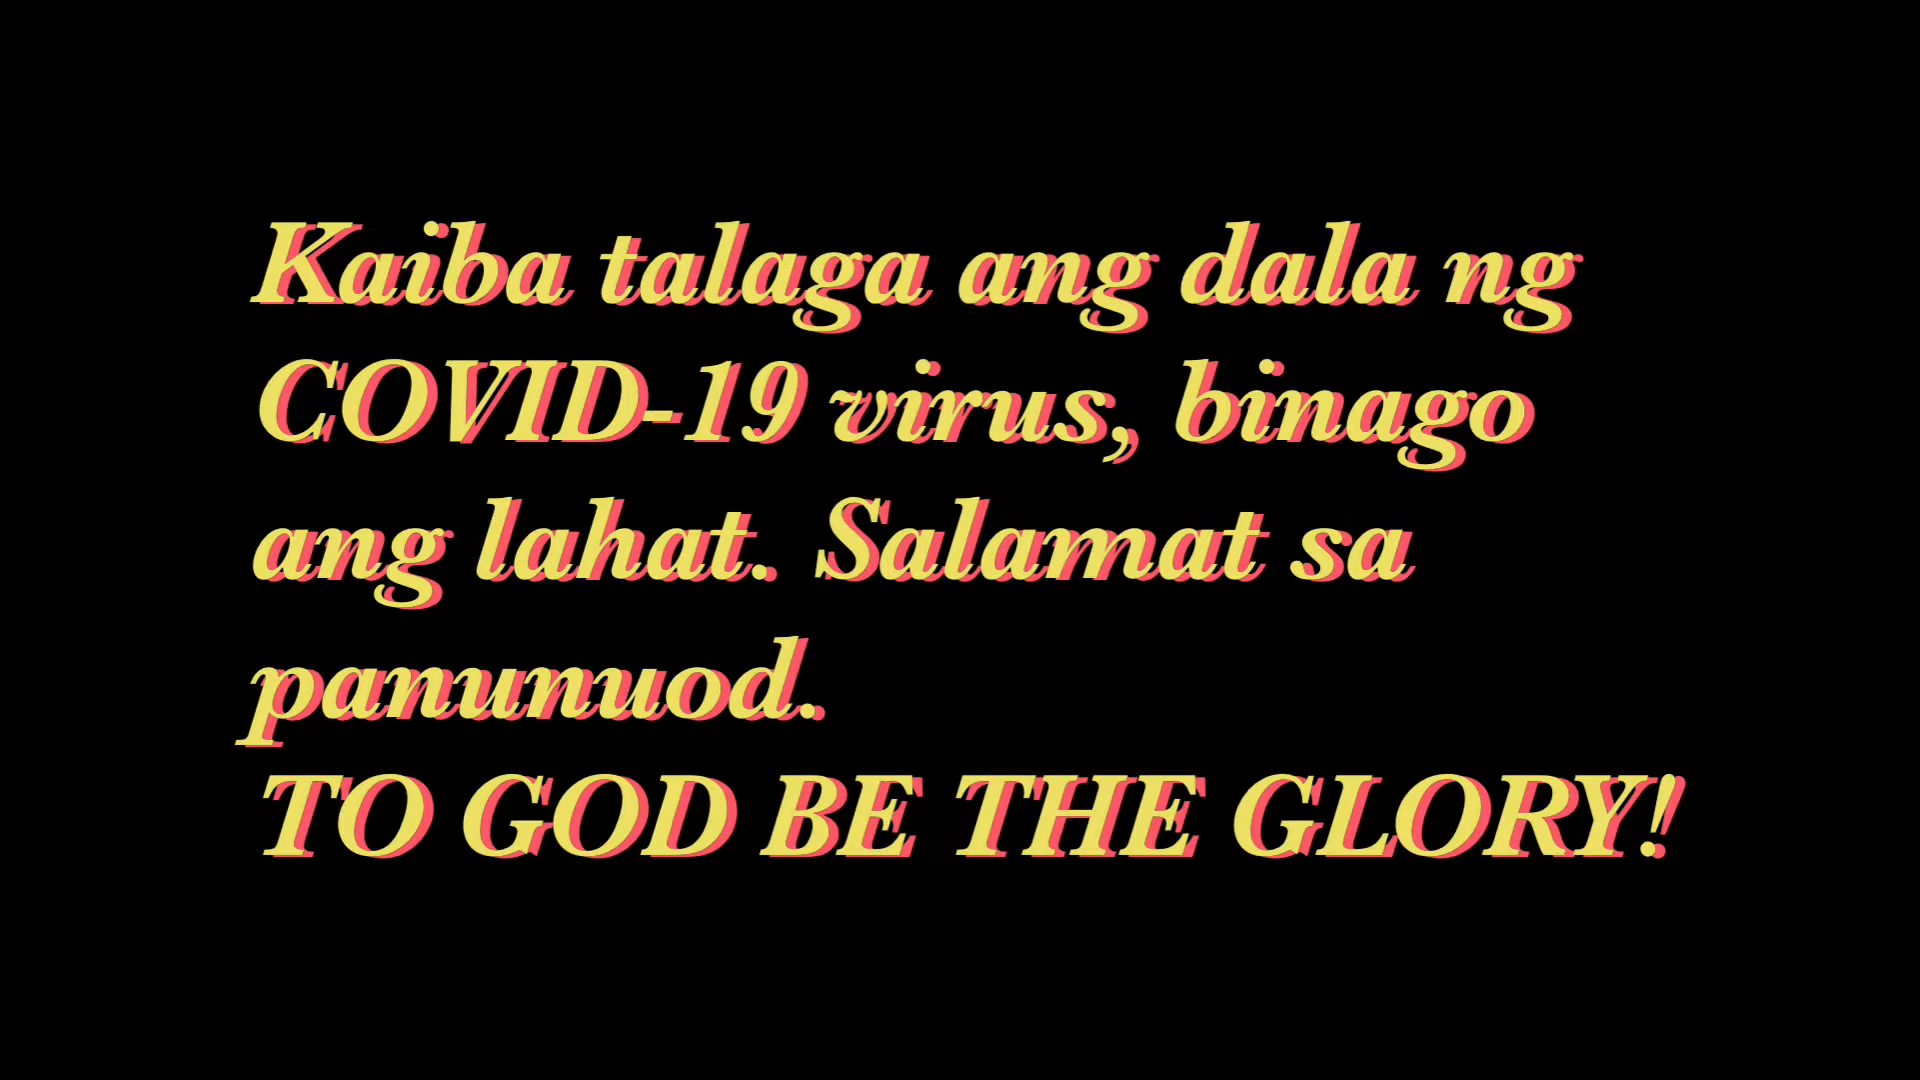 Kaiba talaga ang dala ng
COVID-19 virus, binago
ang lahat. Salamat sa
panunuod.
TO GOD BE THE GLORY!